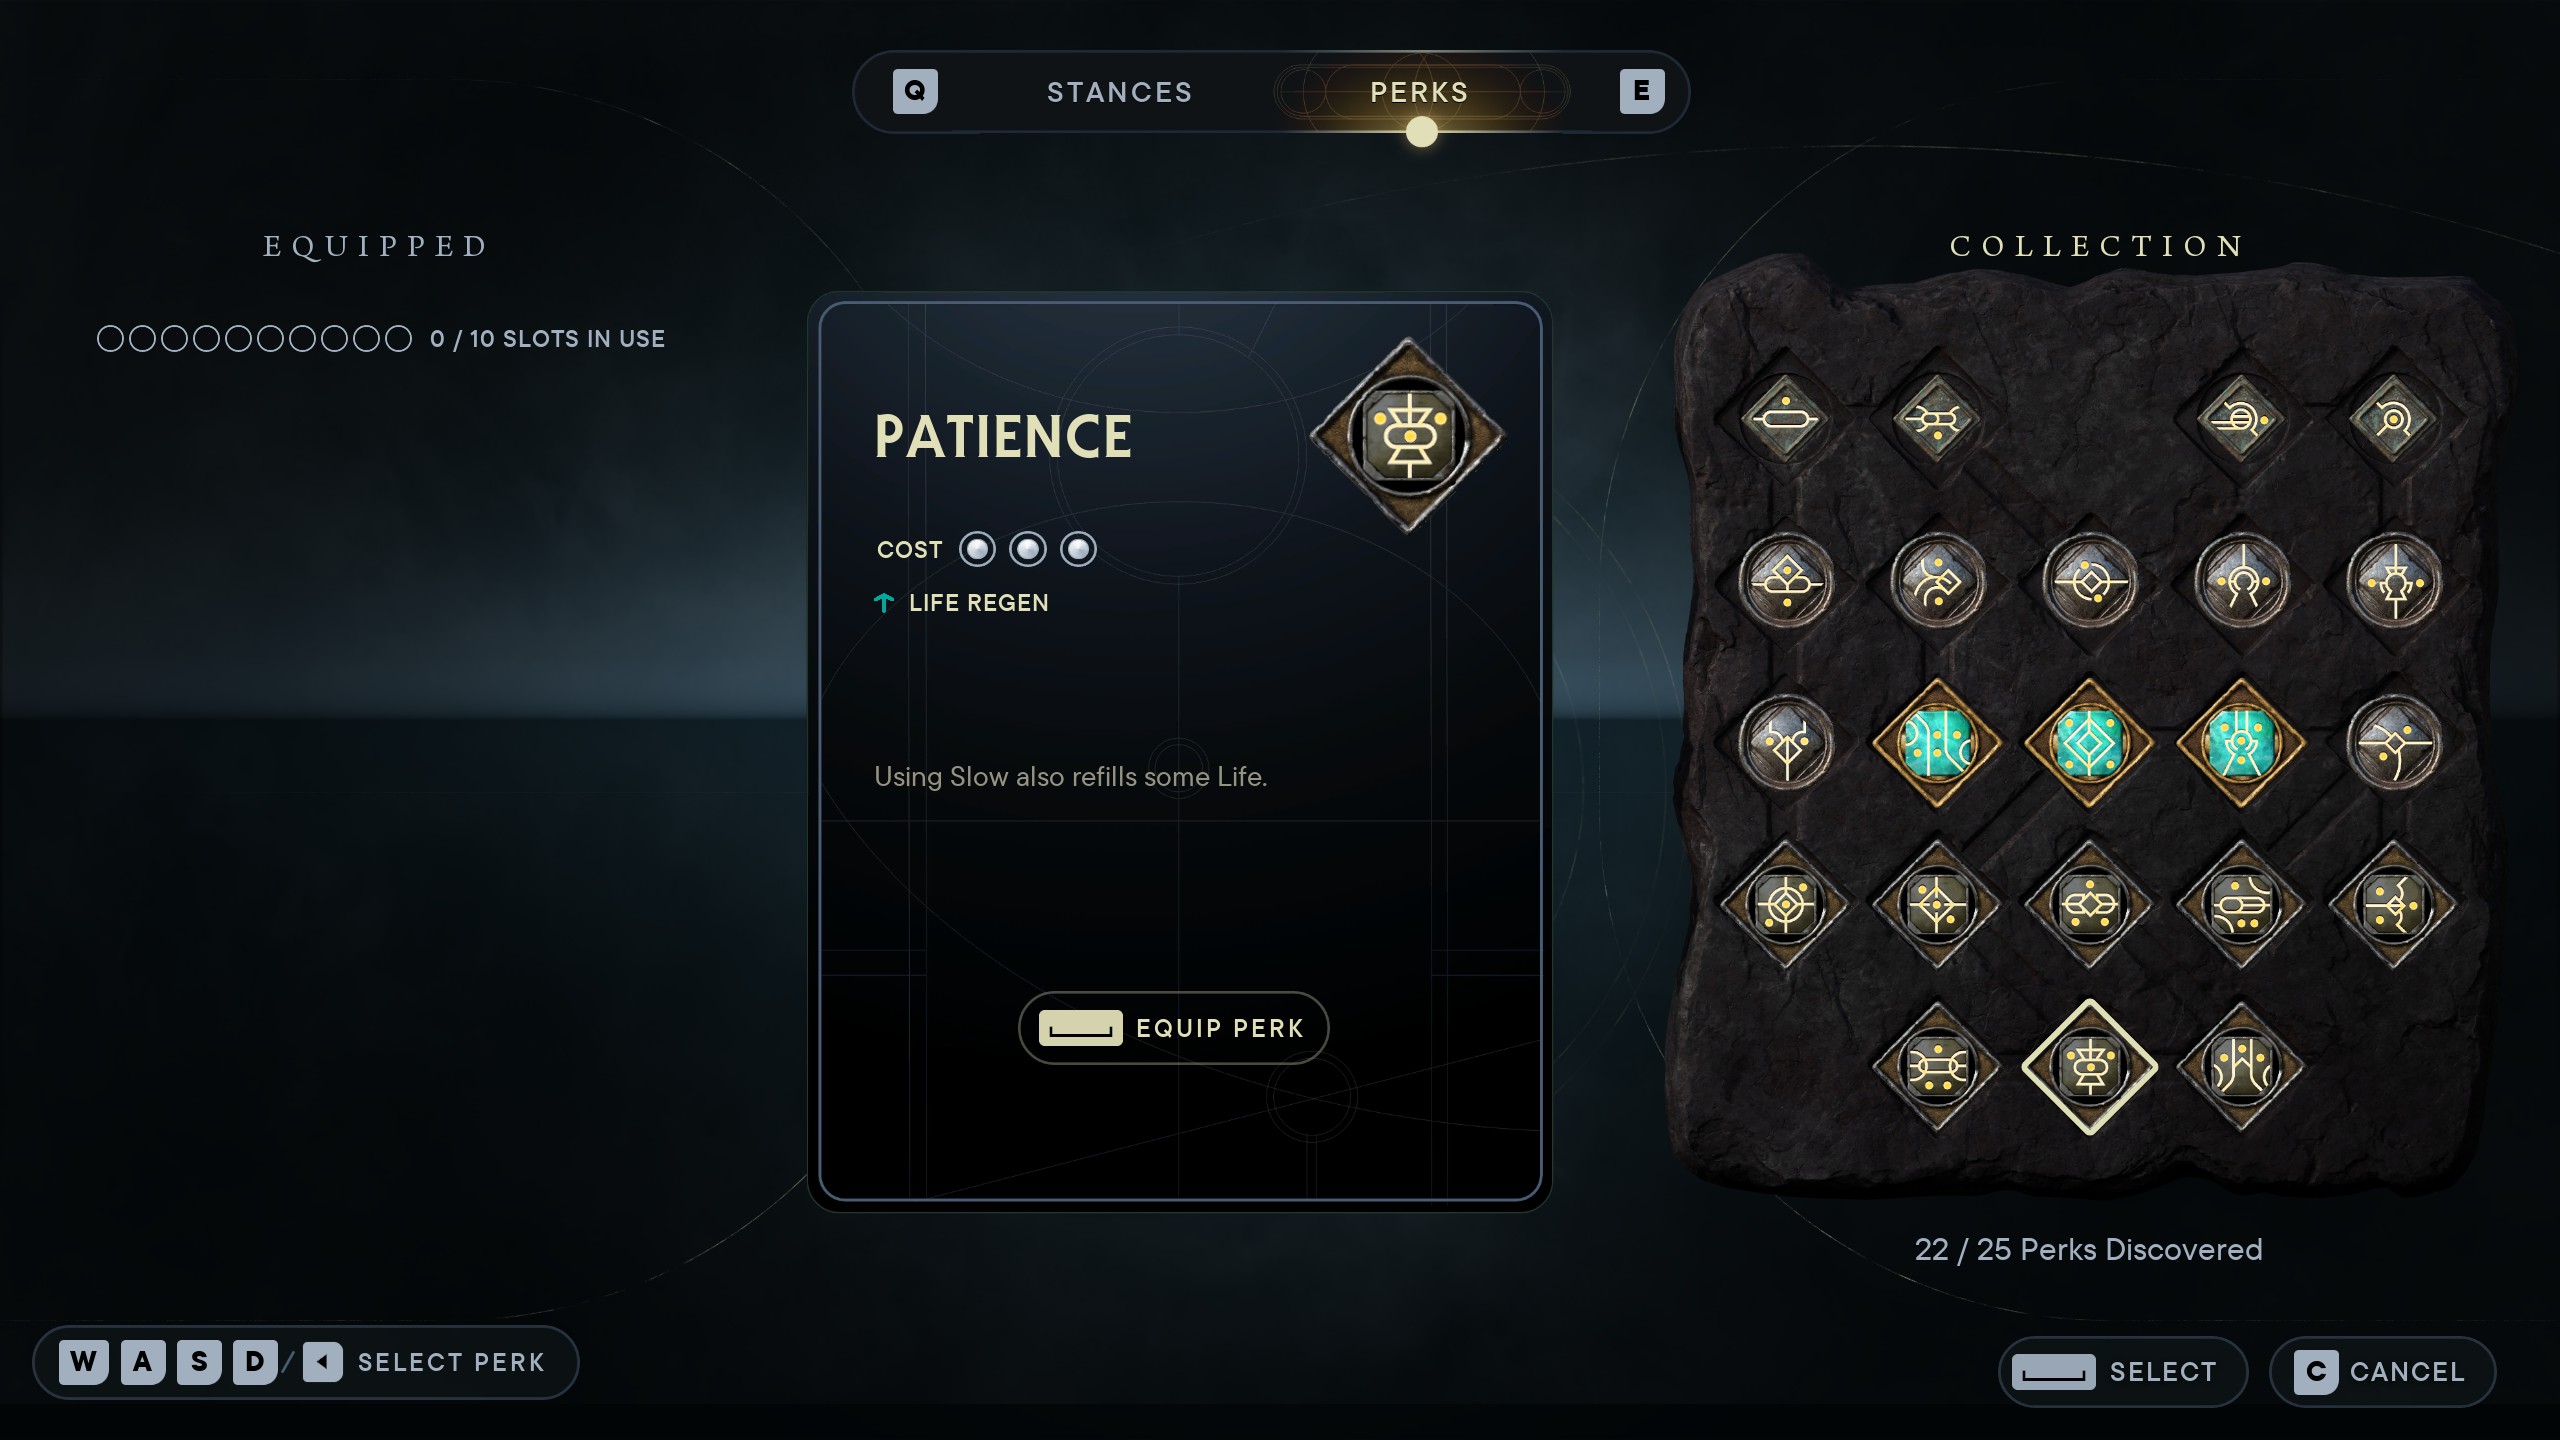 Q STANCES PERKS E
EQUIPPED
0 / 10 SLOTS IN USE
COLLECTION
PATIENCE
COST
LIFE REGEN
Using Slow also refills some Life.
EQUIP PERK
22 / 25 Perks Discovered
W A S D / SELECT PERK
SELECT
C CANCEL